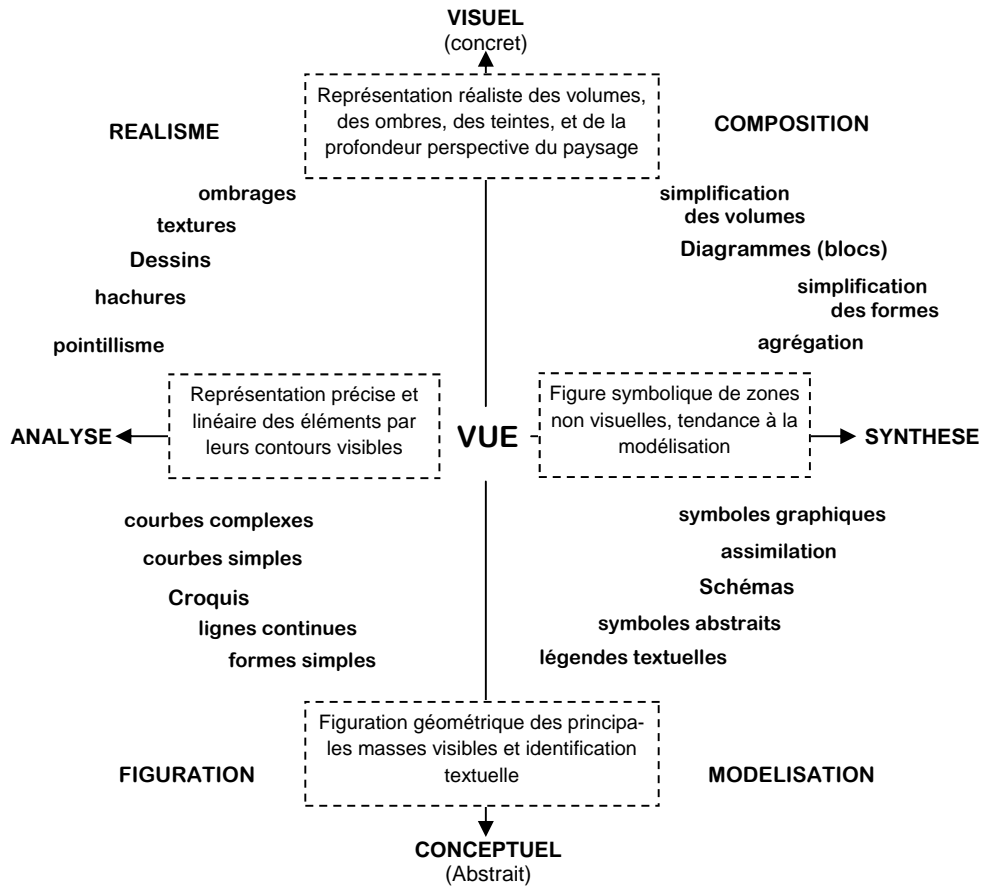 VISUEL
(concret)
Représentation réaliste des volumes,
des ombres, des teintes, et de la
profondeur perspective du paysage
REALISME
COMPOSITION
ombrages
textures
Dessins
hachures
pointillisme
simplification
des volumes
Diagrammes (blocs)
simplification
des formes
agrégation
ANALYSE
Représentation précise et
linéaire des éléments par
leurs contours visibles
VUE
Figure symbolique de zones
non visuelles, tendance à la
modélisation
SYNTHESE
courbes complexes
courbes simples
Croquis
lignes continues
formes simples
symboles graphiques
assimilation
Schémas
symboles abstraits
légendes textuelles
Figuration géométrique des principa-
les masses visibles et identification
textuelle
FIGURATION
MODELISATION
CONCEPTUEL
(Abstrait)